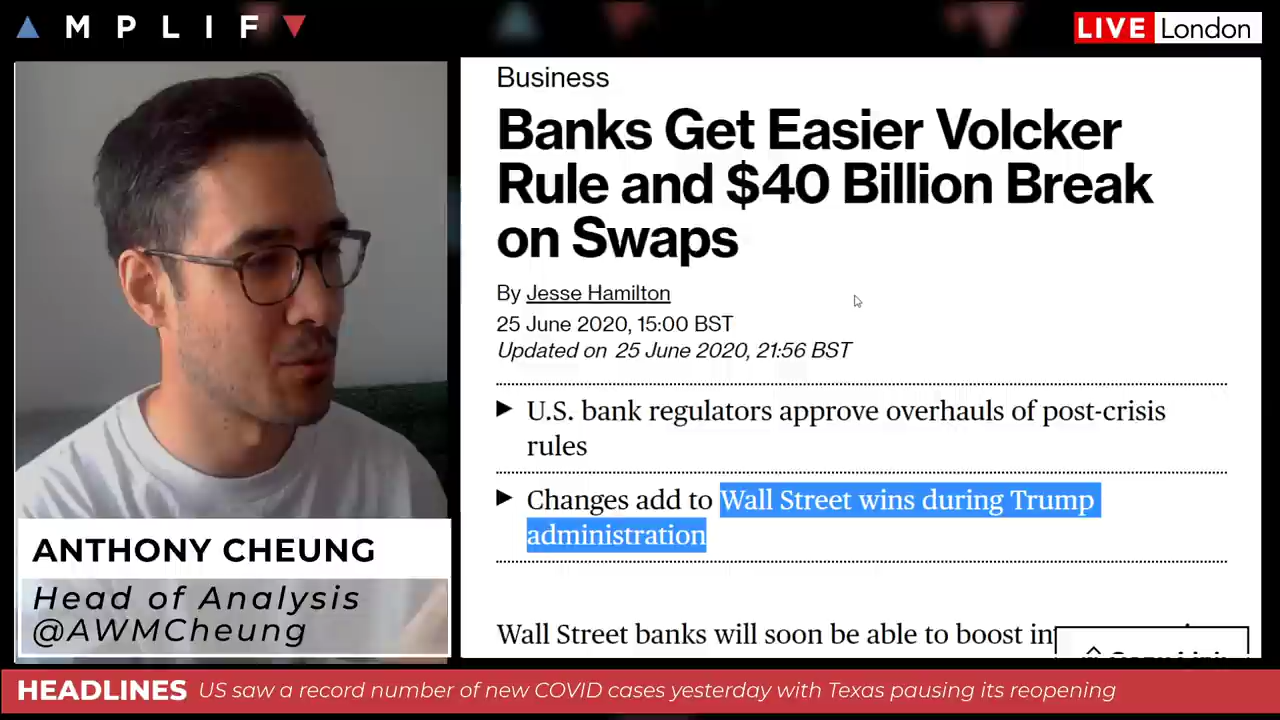 AMPLIFY
LIVE London
Business
Banks Get Easier Volcker
Rule and $40 Billion Break
on Swaps
By Jesse Hamilton
25 June 2020, 15:00 BST
Updated on 25 June 2020, 21:56 BST
U.S. bank regulators approve overhauls of post-crisis
rules
Changes add to Wall Street wins during Trump
administration
Wall Street banks will soon be able to boost
ANTHONY CHEUNG
Head of Analysis
@AWMCheung
HEADLINES US saw a record number of new COVID cases yesterday with Texas pausing its reopening